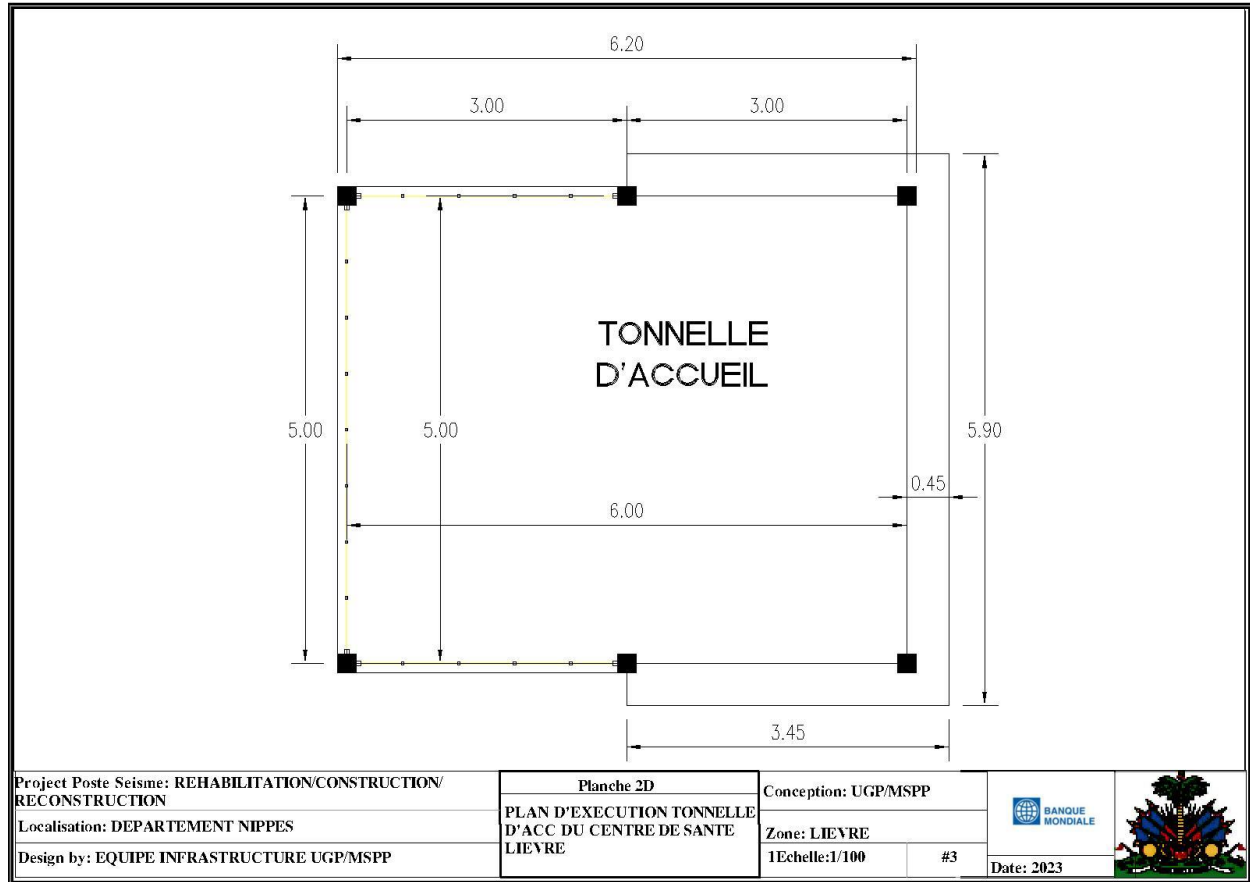 6.20
3.00
3.00
TONNELLE
D'ACCUEIL
5.00
5.00
5.90
0.45
6.00
3.45
Project Poste Seisme: REHABILITATION/CONSTRUCTION/
RECONSTRUCTION
Localisation: DEPARTEMENT NIPPES
Design by: EQUIPE INFRASTRUCTURE UGP/MSPP
Planche 2D
PLAN D'EXECUTION TONNELLE
D'ACC DU CENTRE DE SANTE
LIEVRE
Conception: UGP/MSPP
Zone: LIEVRE
1Echelle:1/100
#3
BANQUE
MONDIALE
Date: 2023